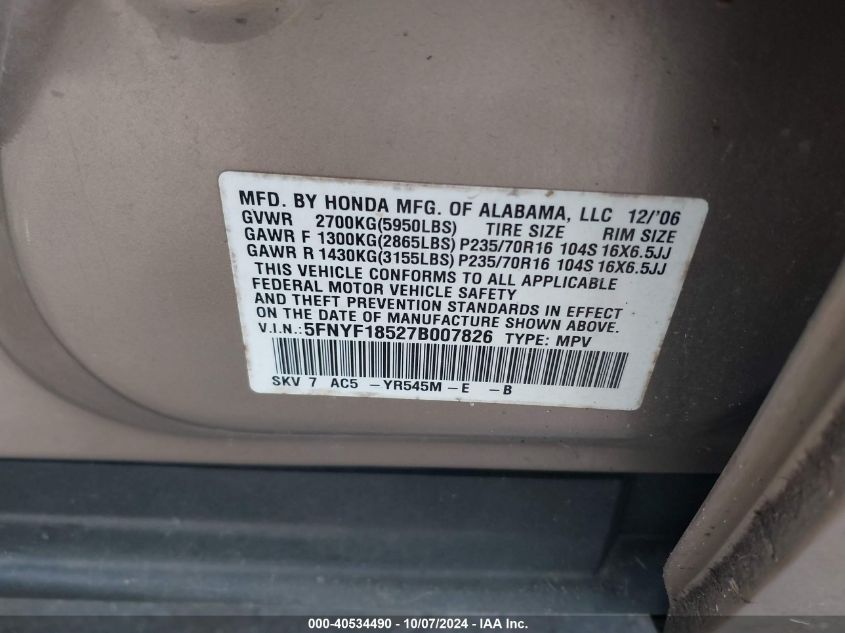 MFD. BY HONDA MFG. OF ALABAMA, LLC 12/'06
GVWR 2700KG(5950LBS) TIRE SIZE RIM SIZE
GAWR F 1300KG(2865LBS) P235/70R16 104S 16X6.5JJ
GAWR R 1430KG(3155LBS) P235/70R16 104S 16X6.5JJ
THIS VEHICLE CONFORMS TO ALL APPLICABLE
FEDERAL MOTOR VEHICLE SAFETY
AND THEFT PREVENTION STANDARDS IN EFFECT
ON THE DATE OF MANUFACTURE SHOWN ABOVE.
V.I.N.: 5FNYF18527B007826 TYPE: MPV
SKV 7 AC5 -YR545M -E -B
000-40534490 - 10/07/2024 - IAA Inc.